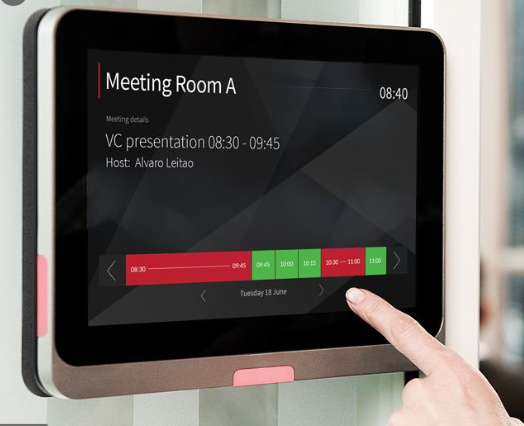 Meeting Room A
08:40
Meeting details
VC presentation 08:30 - 09:45
Host: Alvaro Leitao
08:30 09:45 09:45 10:00 10:15 10:30 — 11:00 11:00
Tuesday 18 June